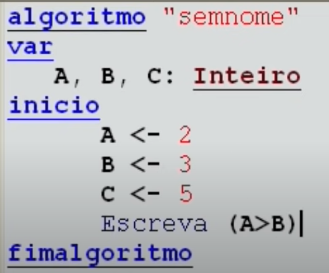 algoritmo "semnome"
var
A, B, C: Inteiro
inicio
A <- 2
B <- 3
C <- 5
Escreva (A>B)
fimalgoritmo